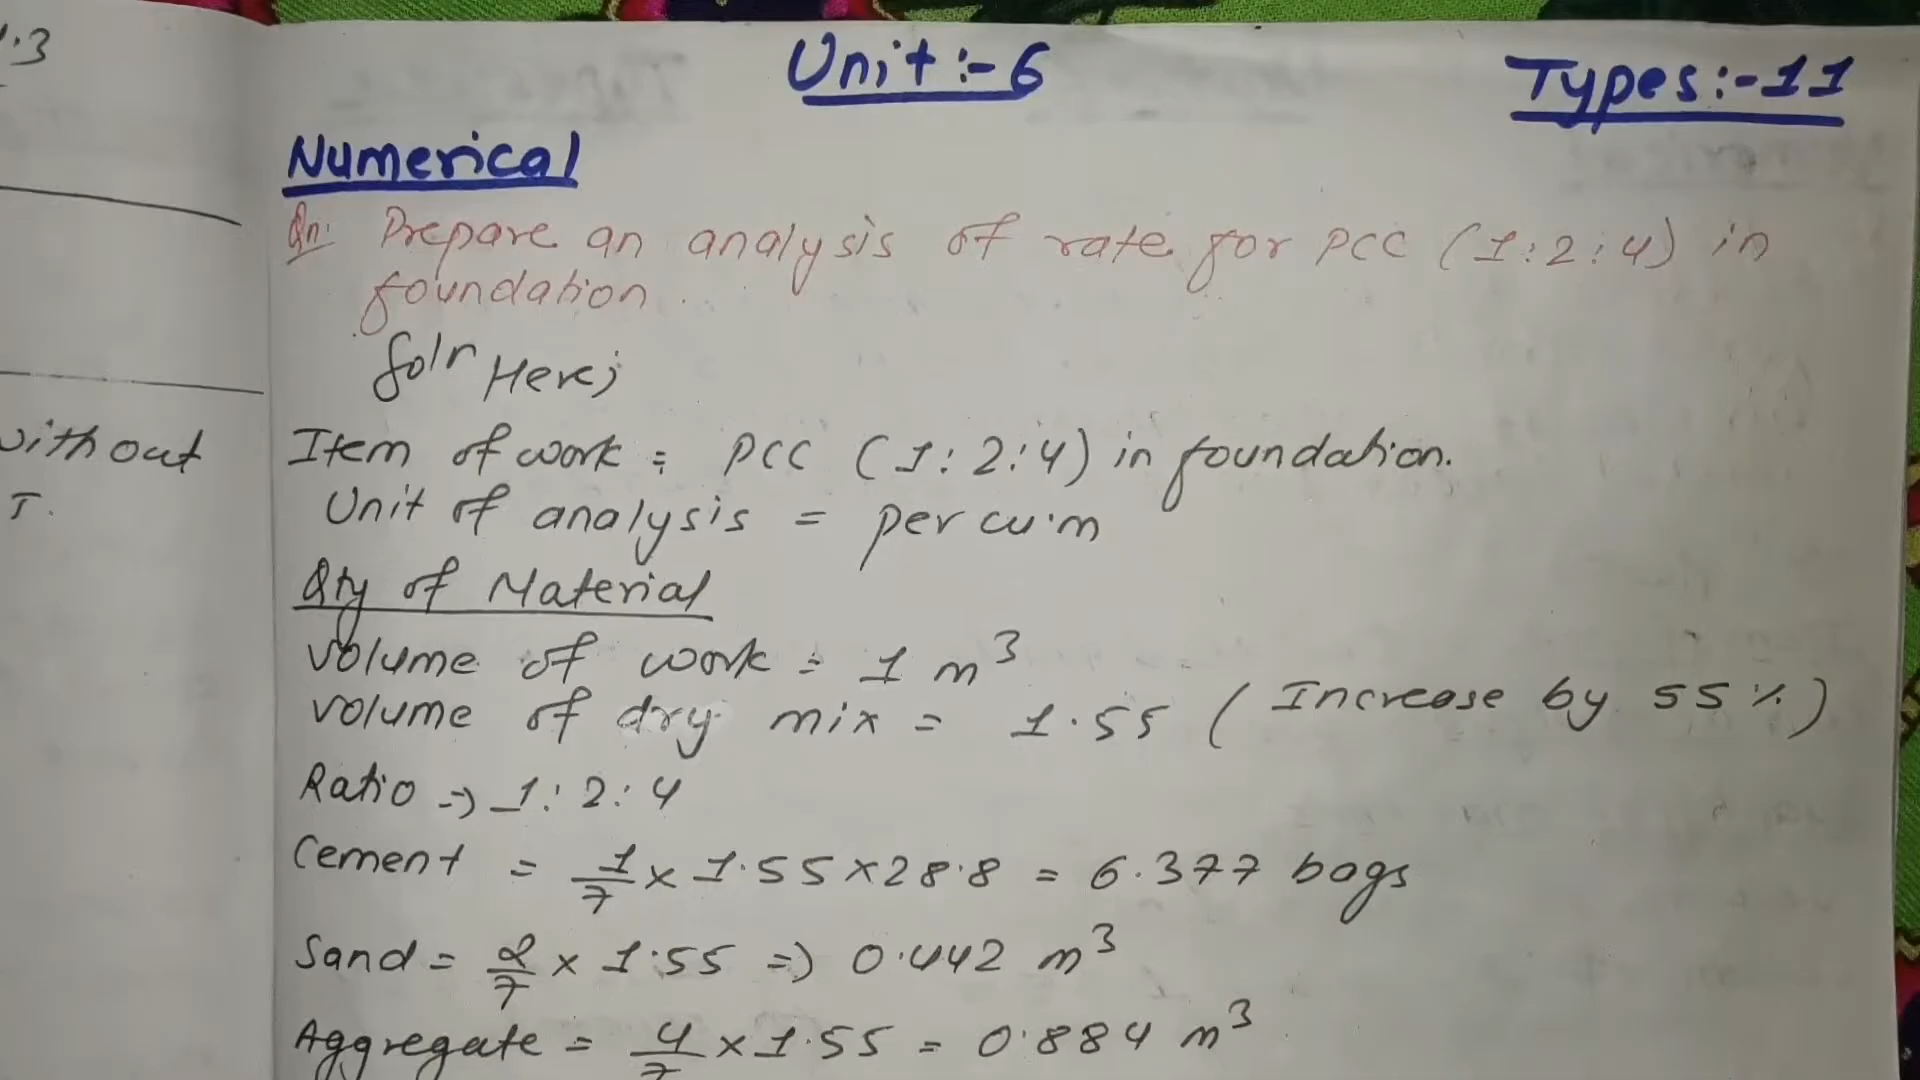 Unit:-6
Types:-11
Numerical
Qn: Prepare an analysis of rate for PCC (1:2:4) in
foundation.
Soln Here;
Item of work = PCC (1:2:4) in foundation.
Unit of analysis = per cu.m
Qty of Material
Volume of work = 1 m³
Volume of dry mix = 1.55 (Increase by 55%)
Ratio => 1:2:4
Cement = 1/7 x 1.55 x 28.8 = 6.377 bags
Sand = 2/7 x 1.55 => 0.442 m³
Aggregate = 4/7 x 1.55 = 0.884 m³
without
T.